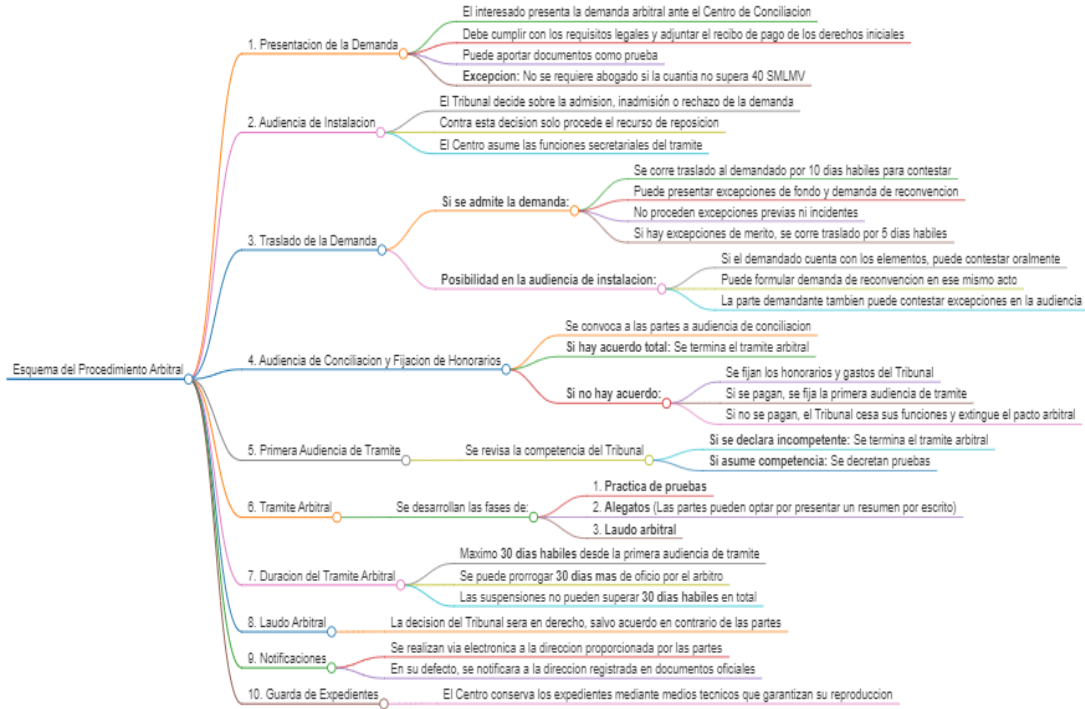 Esquema del Procedimiento Arbitral
1. Presentacion de la Demanda
El interesado presenta la demanda arbitral ante el Centro de Conciliacion
Debe cumplir con los requisitos legales y adjuntar el recibo de pago de los derechos iniciales
Puede aportar documentos como prueba
Excepcion: No se requiere abogado si la cuantia no supera 40 SMLMV
2. Audiencia de Instalacion
El Tribunal decide sobre la admision, inadmisión o rechazo de la demanda
Contra esta decision solo procede el recurso de reposicion
El Centro asume las funciones secretariales del tramite
3. Traslado de la Demanda
Si se admite la demanda:
Se corre traslado al demandado por 10 dias habiles para contestar
Puede presentar excepciones de fondo y demanda de reconvencion
No proceden excepciones previas ni incidentes
Si hay excepciones de merito, se corre traslado por 5 dias habiles
Posibilidad en la audiencia de instalacion:
Si el demandado cuenta con los elementos, puede contestar oralmente
Puede formular demanda de reconvencion en ese mismo acto
La parte demandante tambien puede contestar excepciones en la audiencia
4. Audiencia de Conciliacion y Fijacion de Honorarios
Se convoca a las partes a audiencia de conciliacion
Si hay acuerdo total: Se termina el tramite arbitral
Si no hay acuerdo:
Se fijan los honorarios y gastos del Tribunal
Si se pagan, se fija la primera audiencia de tramite
Si no se pagan, el Tribunal cesa sus funciones y extingue el pacto arbitral
5. Primera Audiencia de Tramite
Se revisa la competencia del Tribunal
Si se declara incompetente: Se termina el tramite arbitral
Si asume competencia: Se decretan pruebas
6. Tramite Arbitral
Se desarrollan las fases de:
1. Practica de pruebas
2. Alegatos (Las partes pueden optar por presentar un resumen por escrito)
3. Laudo arbitral
7. Duracion del Tramite Arbitral
Maximo 30 dias habiles desde la primera audiencia de tramite
Se puede prorrogar 30 dias mas de oficio por el arbitro
Las suspensiones no pueden superar 30 dias habiles en total
8. Laudo Arbitral
La decision del Tribunal sera en derecho, salvo acuerdo en contrario de las partes
9. Notificaciones
Se realizan via electronica a la direccion proporcionada por las partes
En su defecto, se notificara a la direccion registrada en documentos oficiales
10. Guarda de Expedientes
El Centro conserva los expedientes mediante medios tecnicos que garantizan su reproduccion